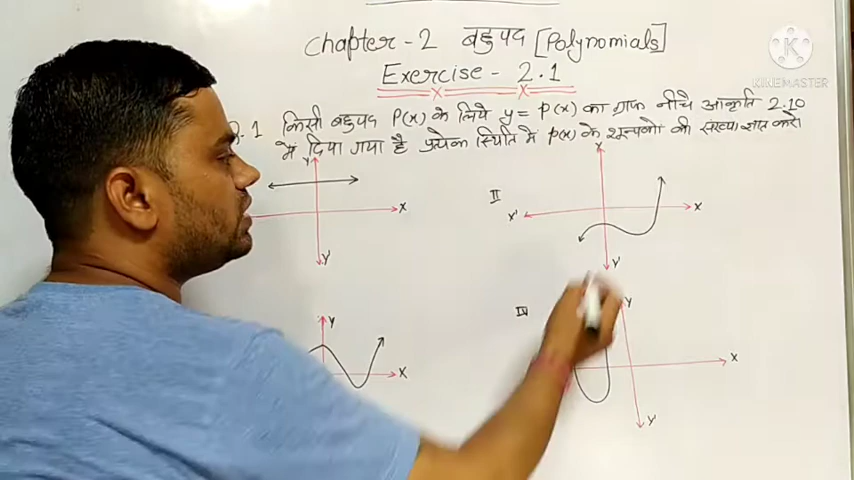 Chapter - 2 बहुपद [Polynomials]
Exercise - 2.1
KINEMASTER
Q.1 किसी बहुपद P(x) के लिये y = P(x) का ग्राफ नीचे आकृति 2.10
में दिया गया है प्रत्येक स्थिति में P(x) के शून्यको की संख्या ज्ञात करो
Y Y
X
II
X' X
Y' Y'
IV Y
Y
X X
Y'